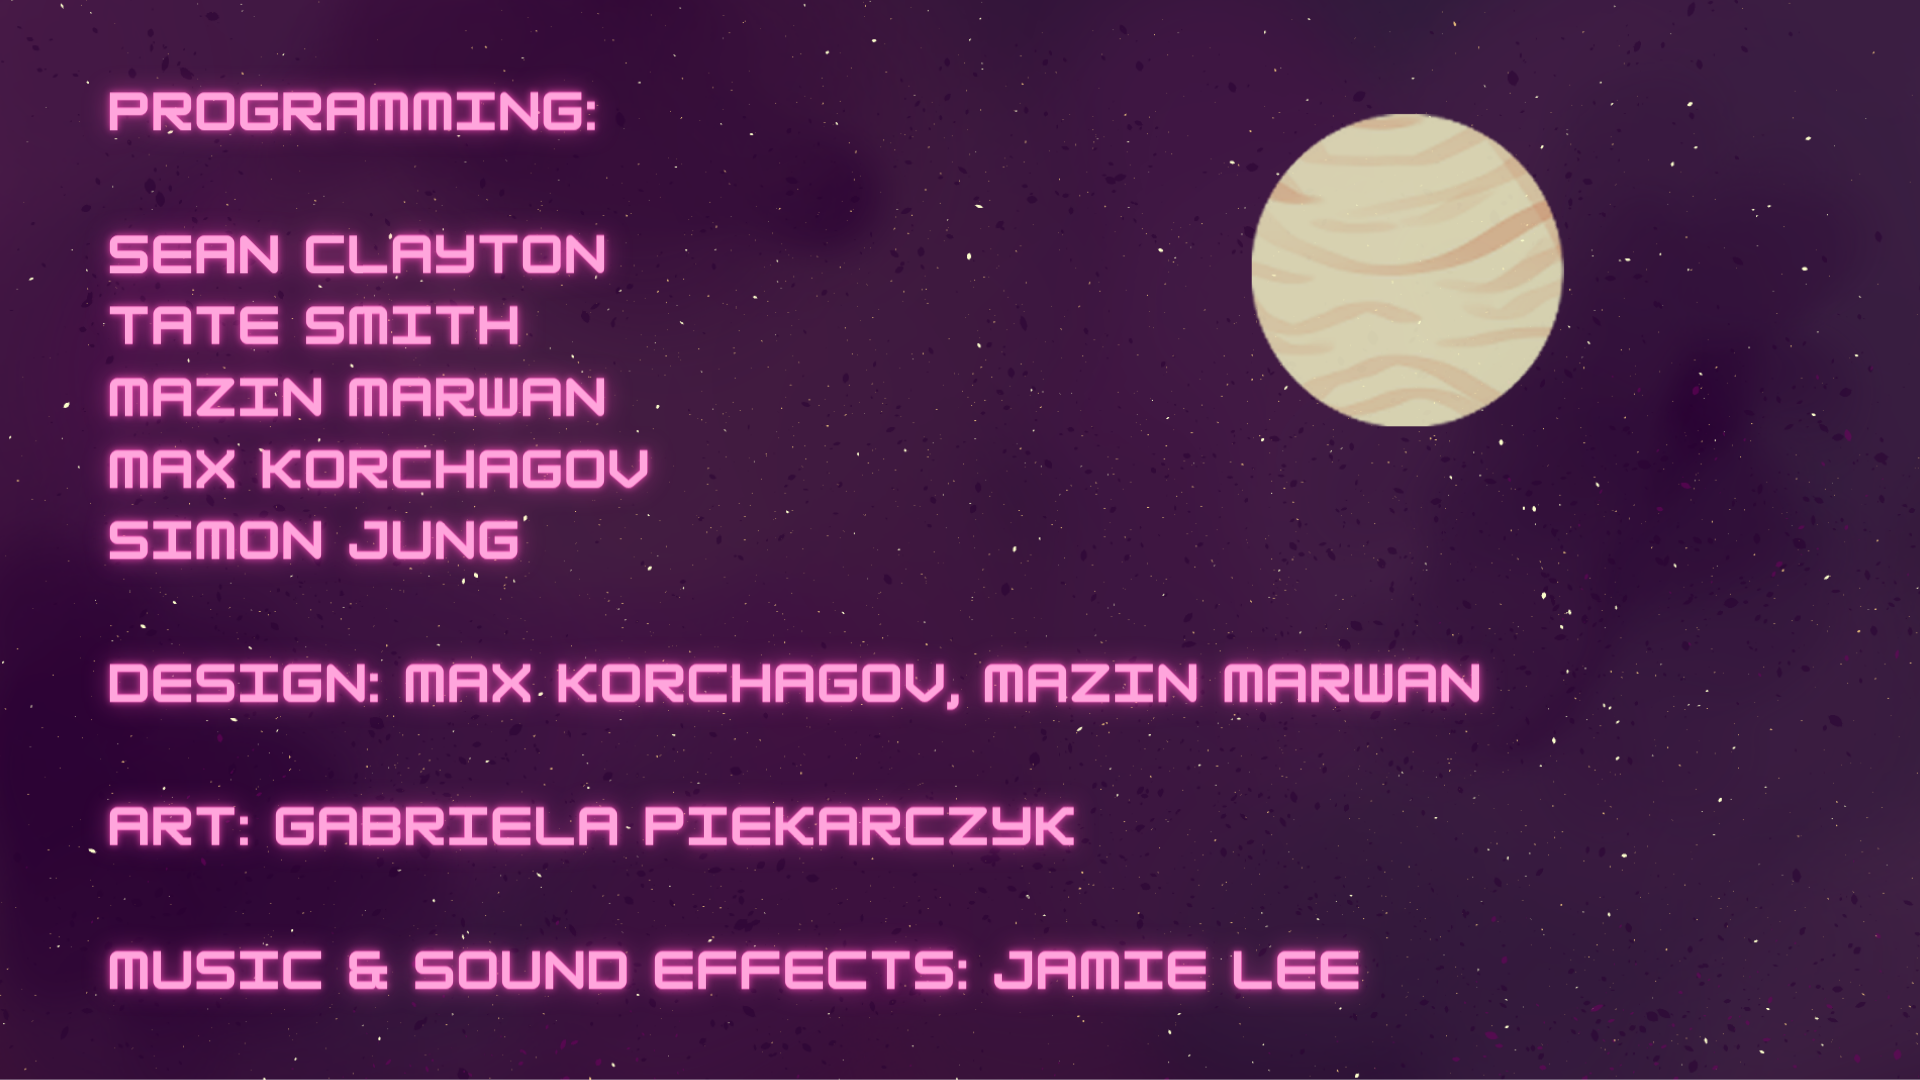 PROGRAMMING:
SEAN CLAYTON
TATE SMITH
MAZIN MARWAN
MAX KORCHAGOV
SIMON JUNG
DESIGN: MAX KORCHAGOV, MAZIN MARWAN
ART: GABRIELA PIEKARCZYK
MUSIC & SOUND EFFECTS: JAMIE LEE